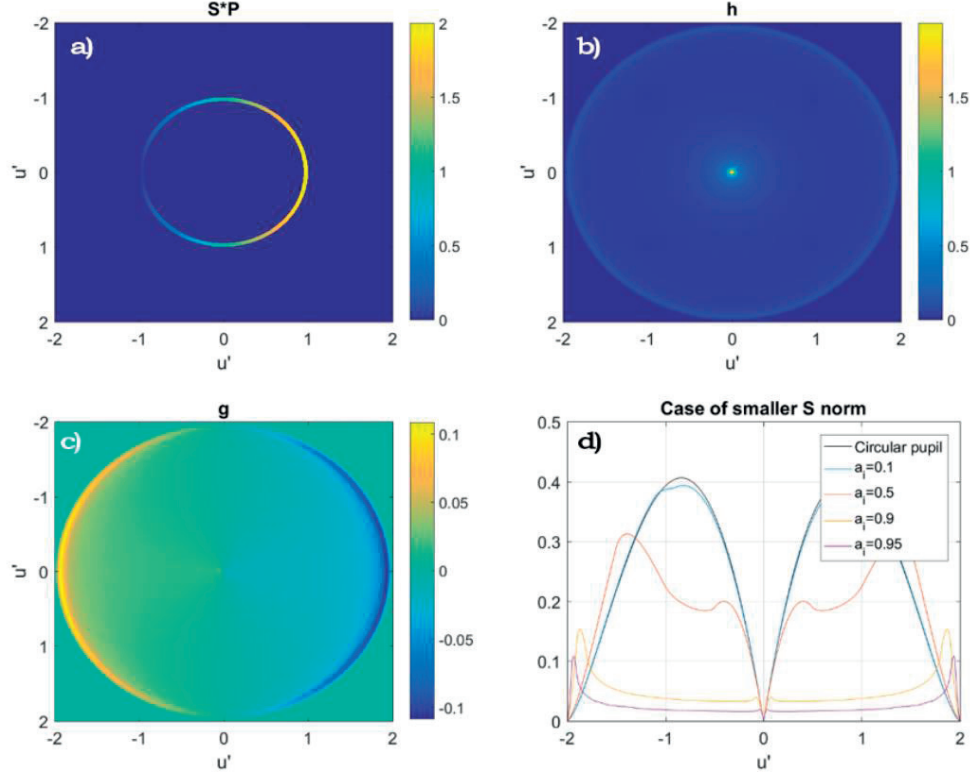 S*P
a)
-2
-1
0
1
2
u'
-2 -1 0 1 2
u'
2
1.5
1
0.5
0
h
b)
-2
-1
0
1
2
u'
-2 -1 0 1 2
u'
1.5
1
0.5
0
g
c)
-2
-1
0
1
2
u'
-2 -1 0 1 2
u'
0.1
0.05
0
-0.05
-0.1
Case of smaller S norm
d)
0.5
0.4
0.3
0.2
0.1
0
-2 -1 0 1 2
u'
Circular pupil
ai=0.1
ai=0.5
ai=0.9
ai=0.95